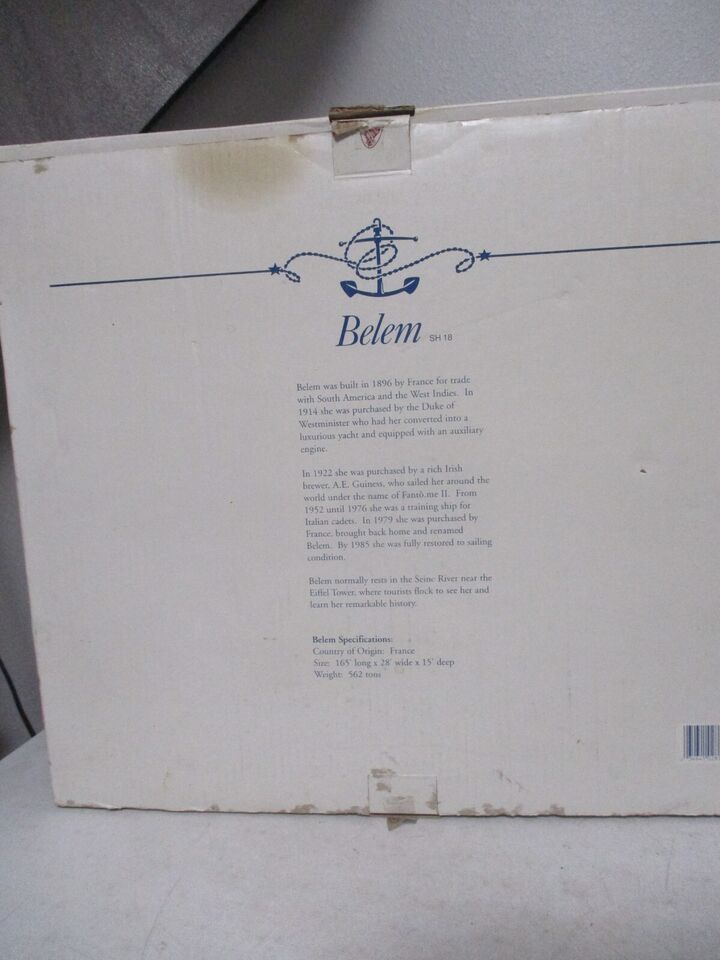 Belem SH 18
Belem was built in 1896 by France for trade
with South America and the West Indies. In
1914 she was purchased by the Duke of
Westminister who had her converted into a
luxurious yacht and equipped with an auxiliary
engine.
In 1922 she was purchased by a rich Irish
brewer, A.E. Guiness, who sailed her around the
world under the name of Fantô.me II. From
1952 until 1976 she was a training ship for
Italian cadets. In 1979 she was purchased by
France, brought back home and renamed
Belem. By 1985 she was fully restored to sailing
condition.
Belem normally rests in the Seine River near the
Eiffel Tower, where tourists flock to see her and
learn her remarkable history.
Belem Specifications:
Country of Origin: France
Size: 165' long x 28' wide x 15' deep
Weight: 562 tons